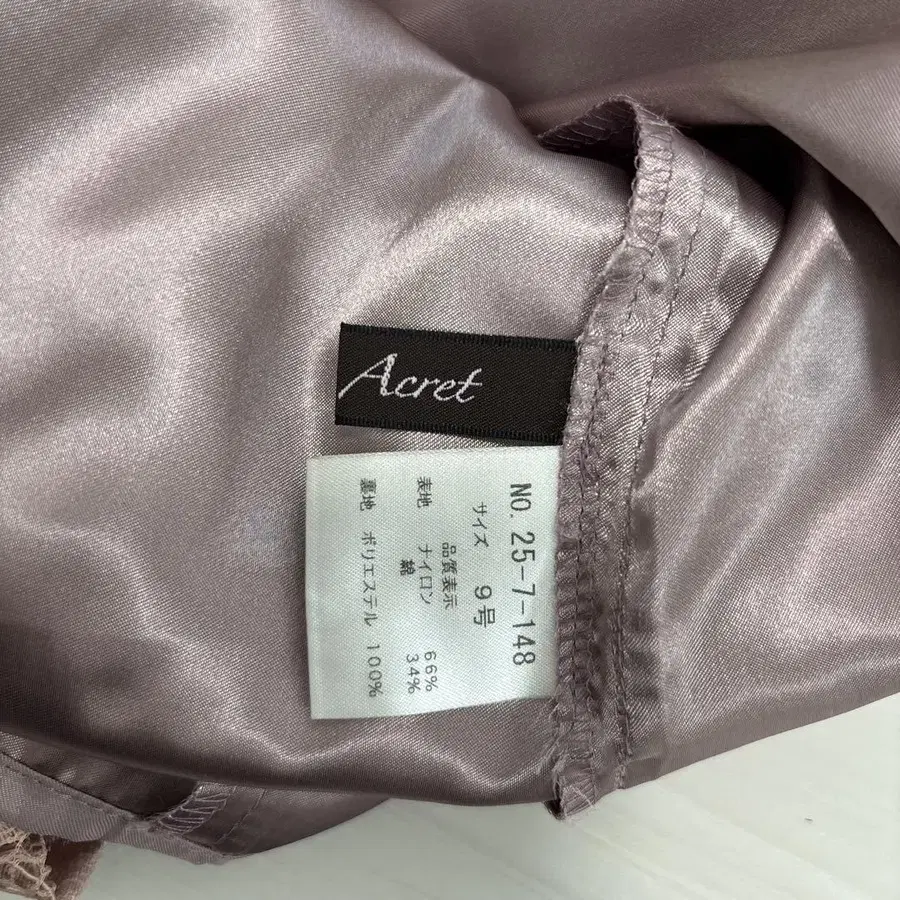 Acret
NO. 25-7-148
サイズ 9号
品質表示
表地 ナイロン 66%
綿 34%
裏地 ポリエステル 100%